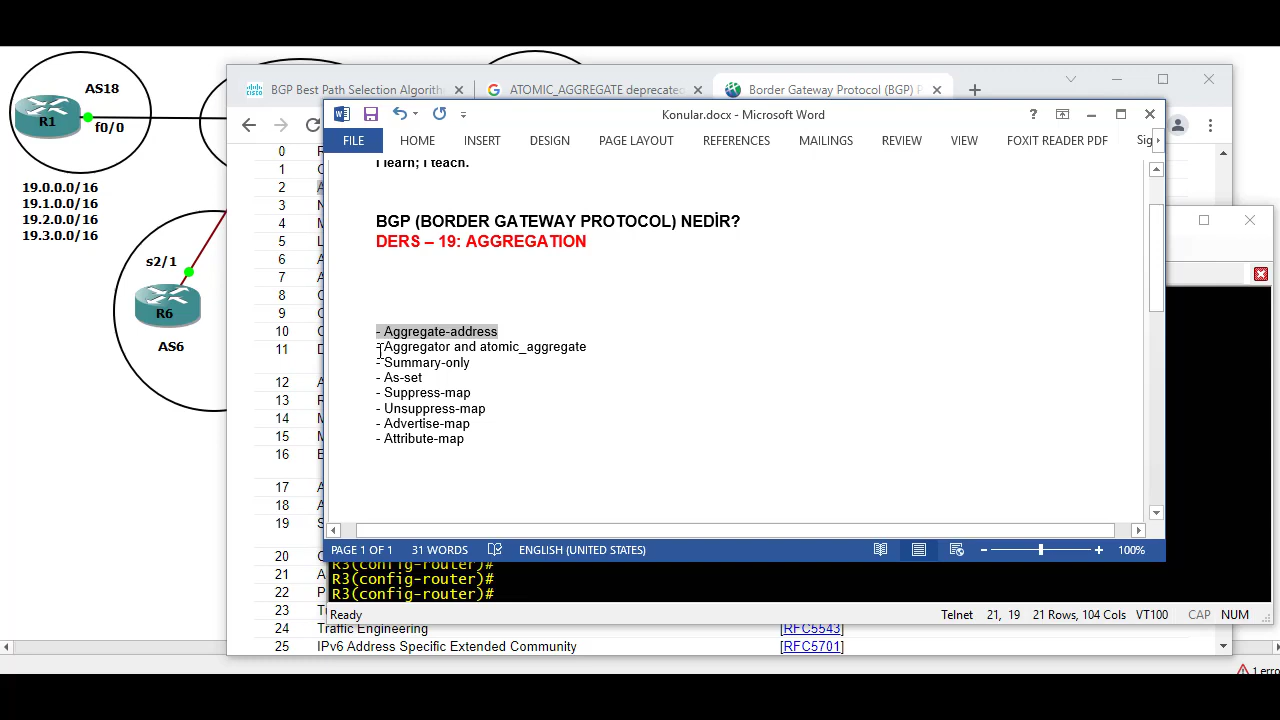 AS18
R1
f0/0
19.0.0.0/16
19.1.0.0/16
19.2.0.0/16
19.3.0.0/16
s2/1
R6
AS6
BGP Best Path Selection Algorith
ATOMIC_AGGREGATE deprecated
Border Gateway Protocol (BGP) P
Konular.docx - Microsoft Word
FILE
HOME
INSERT
DESIGN
PAGE LAYOUT
REFERENCES
MAILINGS
REVIEW
VIEW
FOXIT READER PDF
Sig
I learn; I teach.
BGP (BORDER GATEWAY PROTOCOL) NEDİR?
DERS – 19: AGGREGATION
- Aggregate-address
- Aggregator and atomic_aggregate
- Summary-only
- As-set
- Suppress-map
- Unsuppress-map
- Advertise-map
- Attribute-map
PAGE 1 OF 1
31 WORDS
ENGLISH (UNITED STATES)
100%
0
1
2
3
4
5
6
7
8
9
10
11
12
13
14
15
16
17
18
19
20
21
22
23
24 Traffic Engineering [RFC5543]
25 IPv6 Address Specific Extended Community [RFC5701]
R3(config-router)#
R3(config-router)#
R3(config-router)#
Ready
Telnet
21, 19
21 Rows, 104 Cols
VT100
CAP
NUM
1 erro